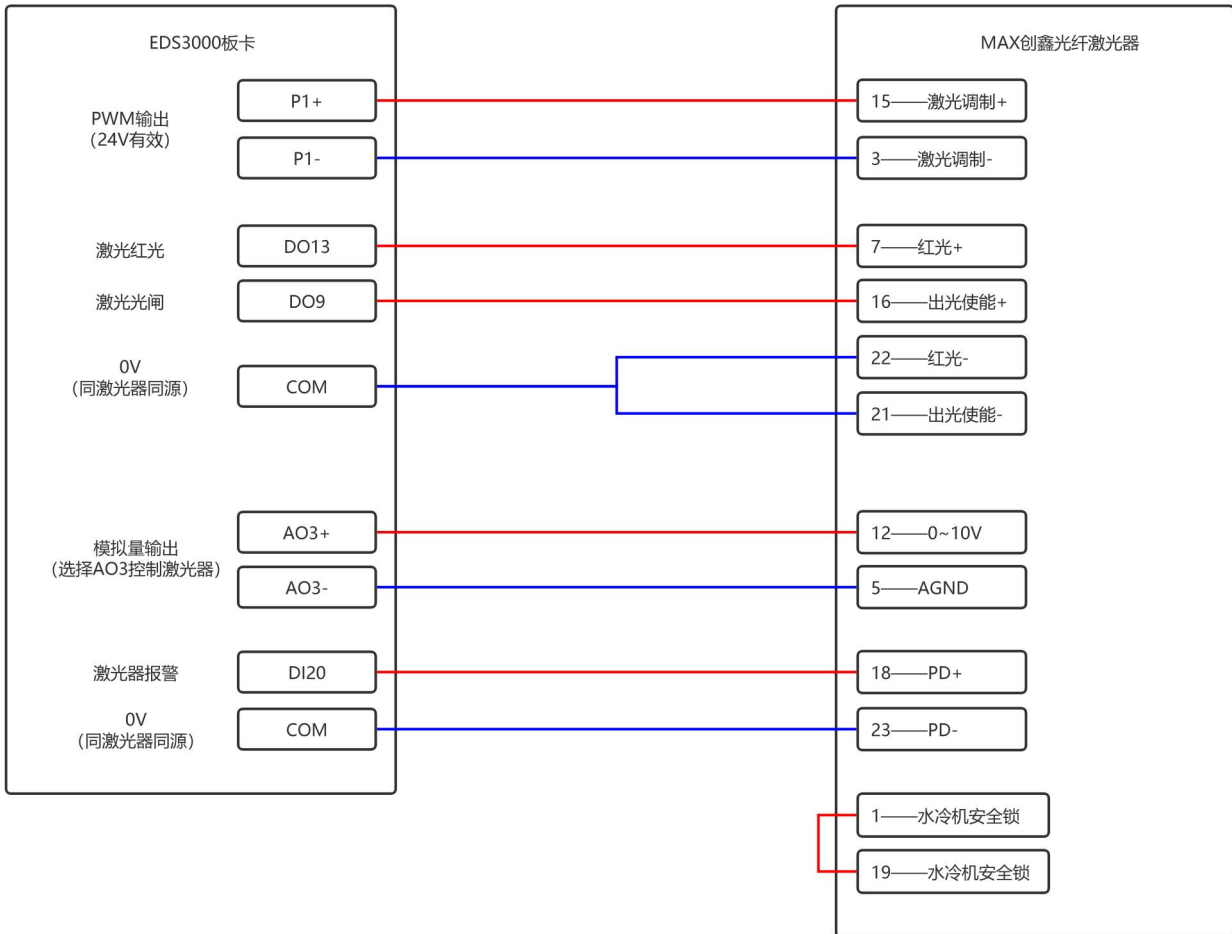 EDS3000板卡
MAX创鑫光纤激光器
PWM输出
(24V有效)
P1+
15——激光调制+
P1-
3——激光调制-
激光红光
DO13
7——红光+
激光光闸
DO9
16——出光使能+
0V
(同激光器同源)
COM
22——红光-
21——出光使能-
模拟量输出
(选择AO3控制激光器)
AO3+
12——0~10V
AO3-
5——AGND
激光器报警
DI20
18——PD+
0V
(同激光器同源)
COM
23——PD-
1——水冷机安全锁
19——水冷机安全锁